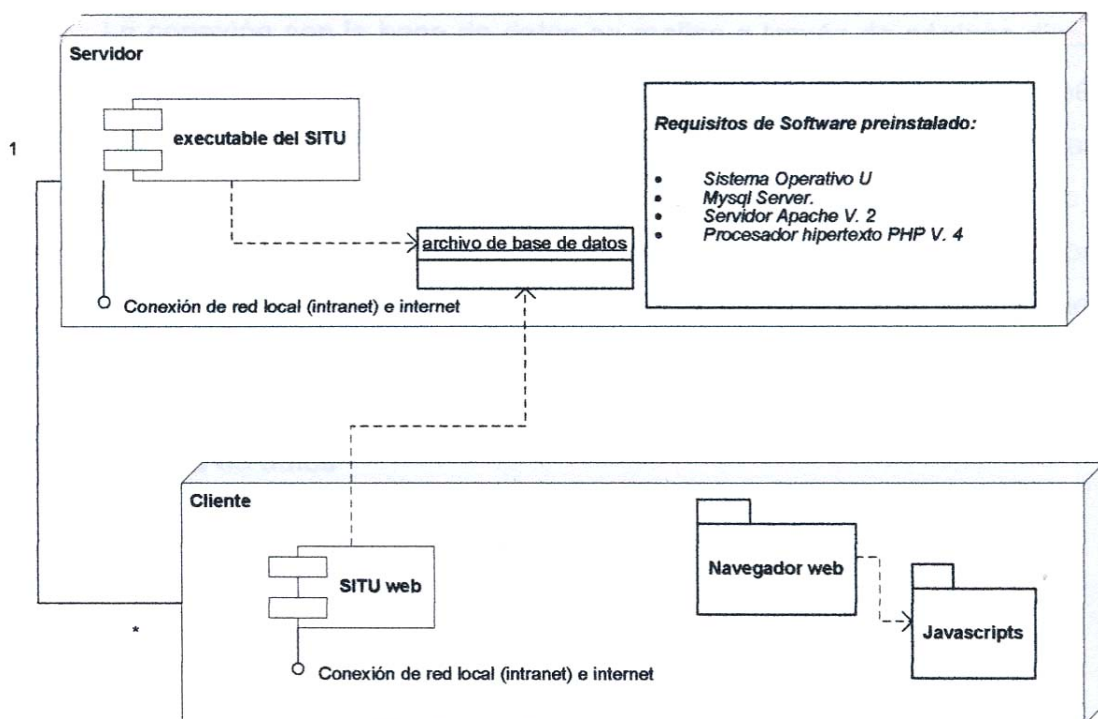 Servidor
executable del SITU
Requisitos de Software preinstalado:
• Sistema Operativo U
• Mysql Server.
• Servidor Apache V. 2
• Procesador hipertexto PHP V. 4
1
archivo de base de datos
Conexión de red local (intranet) e internet
Cliente
SITU web
Navegador web
Javascripts
*
Conexión de red local (intranet) e internet